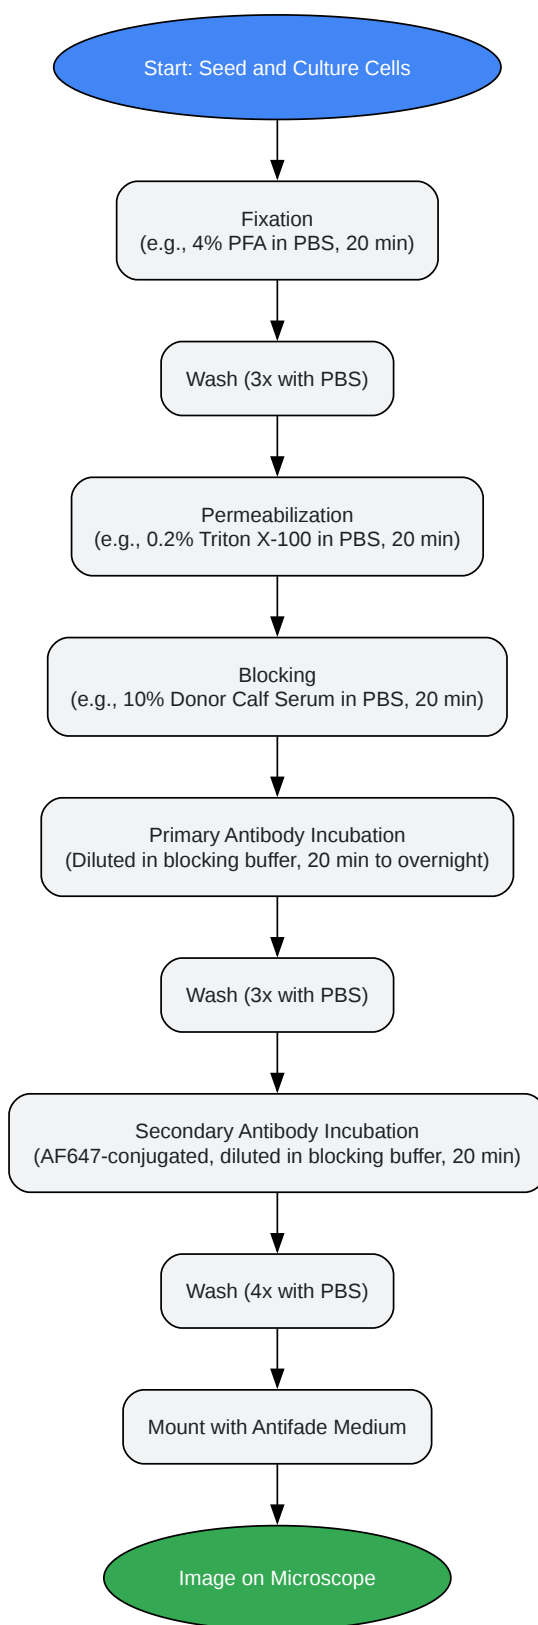 Start: Seed and Culture Cells
Fixation
(e.g., 4% PFA in PBS, 20 min)
Wash (3x with PBS)
Permeabilization
(e.g., 0.2% Triton X-100 in PBS, 20 min)
Blocking
(e.g., 10% Donor Calf Serum in PBS, 20 min)
Primary Antibody Incubation
(Diluted in blocking buffer, 20 min to overnight)
Wash (3x with PBS)
Secondary Antibody Incubation
(AF647-conjugated, diluted in blocking buffer, 20 min)
Wash (4x with PBS)
Mount with Antifade Medium
Image on Microscope